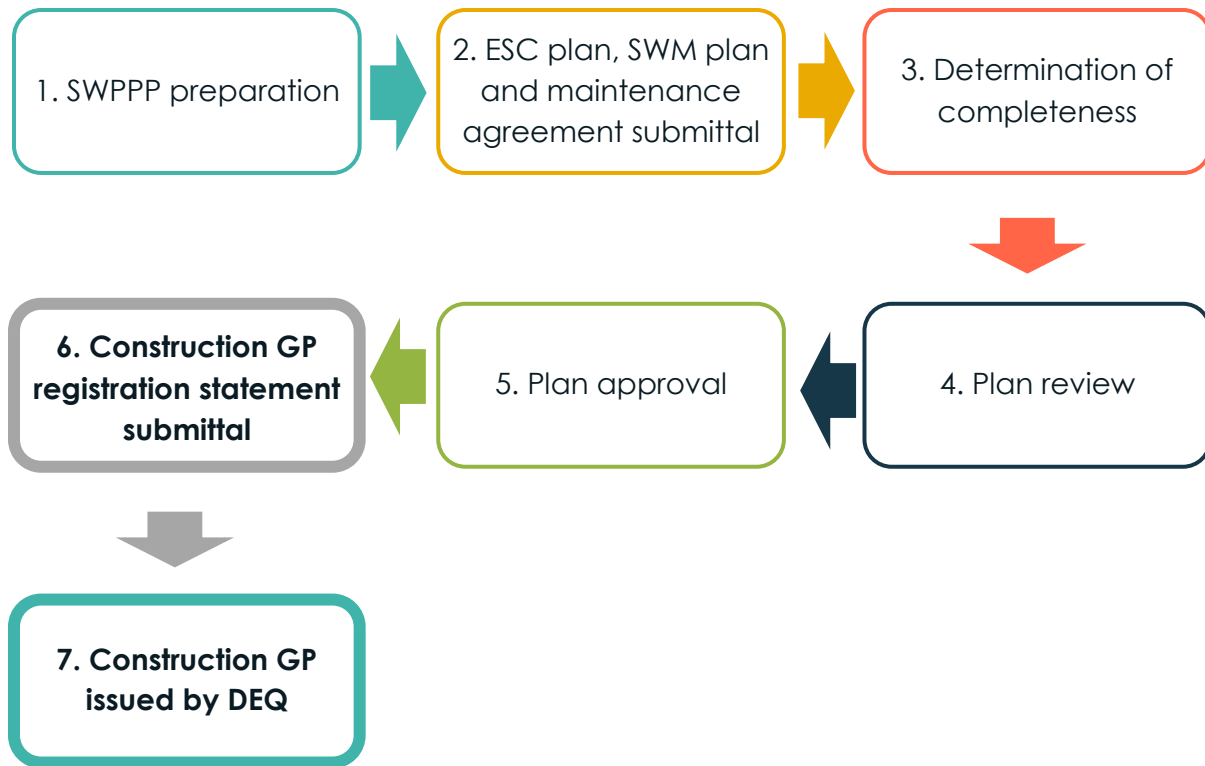 1. SWPPP preparation
2. ESC plan, SWM plan
and maintenance
agreement submittal
3. Determination of
completeness
4. Plan review
5. Plan approval
6. Construction GP
registration statement
submittal
7. Construction GP
issued by DEQ